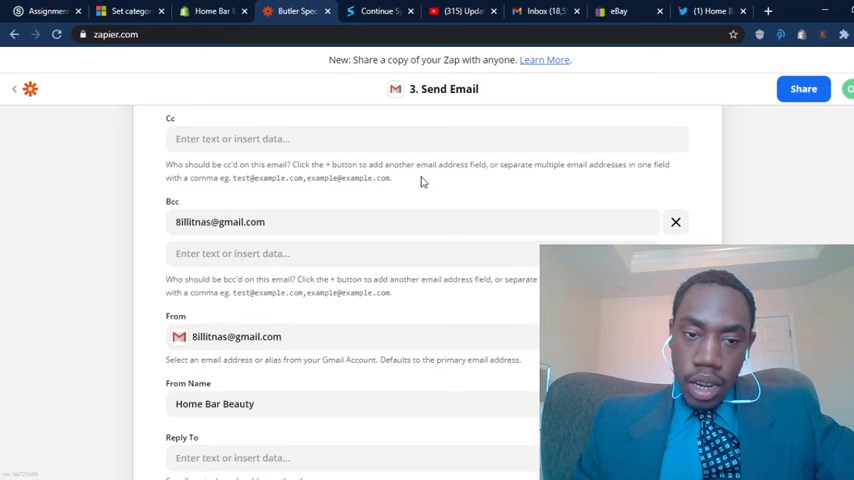 Assignment
Set categor
Home Bar B
Butler Spec
Continue Sy
(315) Upda
Inbox (18,5
eBay
(1) Home B
zapier.com
New: Share a copy of your Zap with anyone. Learn More.
3. Send Email
Share
Cc
Enter text or insert data...
Who should be cc'd on this email? Click the + button to add another email address field, or separate multiple email addresses in one field
with a comma eg. test@example.com,example@example.com.
Bcc
8illitnas@gmail.com
Enter text or insert data...
Who should be bcc'd on this email? Click the + button to add another email address field, or separate
with a comma eg. test@example.com,example@example.com.
From
8illitnas@gmail.com
Select an email address or alias from your Gmail Account. Defaults to the primary email address.
From Name
Home Bar Beauty
Reply To
Enter text or insert data...